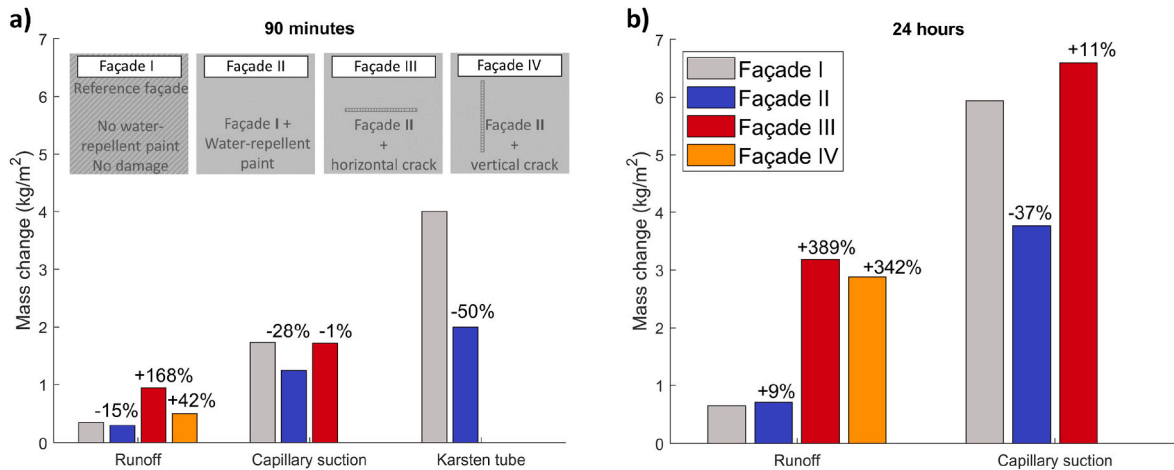 a)
90 minutes
Mass change (kg/m²)
7
6
5
4
3
2
1
0
Façade I
Reference façade
No water-
repellent paint
No damage
Façade II
Façade I +
Water-repellent
paint
Façade III
Façade II
+
horizontal crack
Façade IV
Façade II
+
vertical crack
-15%
+168%
+42%
-28%
-1%
-50%
Runoff
Capillary suction
Karsten tube
b)
24 hours
Mass change (kg/m²)
7
6
5
4
3
2
1
0
Façade I
Façade II
Façade III
Façade IV
+9%
+389%
+342%
-37%
+11%
Runoff
Capillary suction